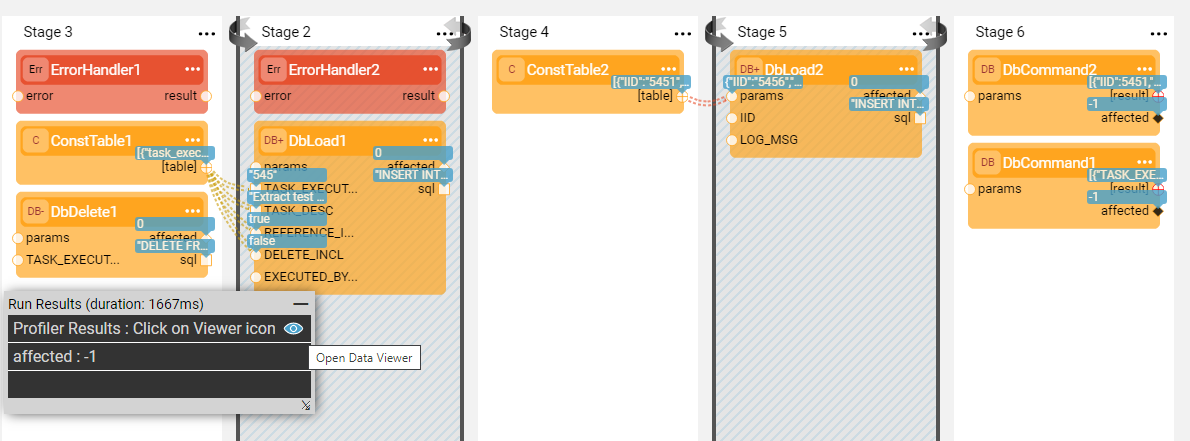 Stage 3
...
Err ErrorHandler1 ...
error result
C ConstTable1 ...
[{"task_exec...
[table]
DB- DbDelete1 ...
0
params affected
"DELETE FR...
TASK_EXECUT... sql
Stage 2
...
Err ErrorHandler2 ...
error result
DB+ DbLoad1 ...
0
params affected
"545" "INSERT INT...
TASK_EXECUT... sql
"Extract test ...
TASK_DESC
true
REFERENCE_I...
false
DELETE_INCL
EXECUTED_BY...
Stage 4
...
C ConstTable2 ...
[{"IID":"5451",...
[table]
Stage 5
...
DB+ DbLoad2 ...
{"IID":"5456",... 0
params affected
"INSERT INT...
IID sql
LOG_MSG
Stage 6
...
DB DbCommand2 ...
[{"IID":"5451,"...
params [result]
-1
affected
DB DbCommand1 ...
[{"TASK_EXE...
params [result]
-1
affected
Run Results (duration: 1667ms)
Profiler Results : Click on Viewer icon
affected : -1
Open Data Viewer